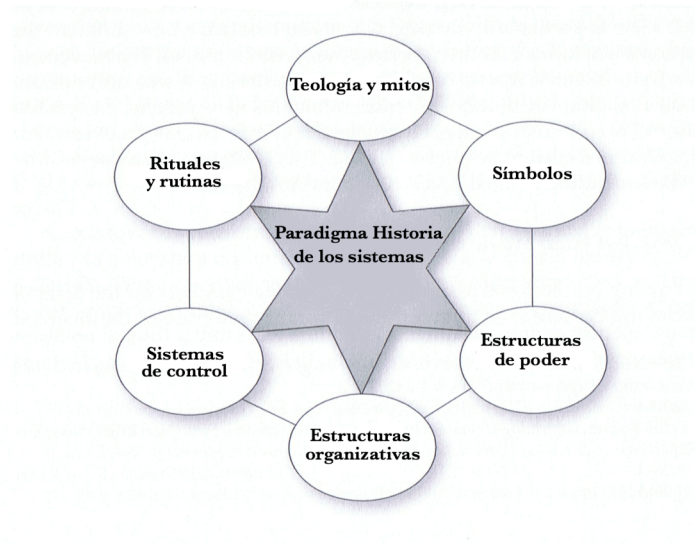 Teología y mitos
Rituales
y rutinas
Símbolos
Paradigma Historia
de los sistemas
Sistemas
de control
Estructuras
de poder
Estructuras
organizativas